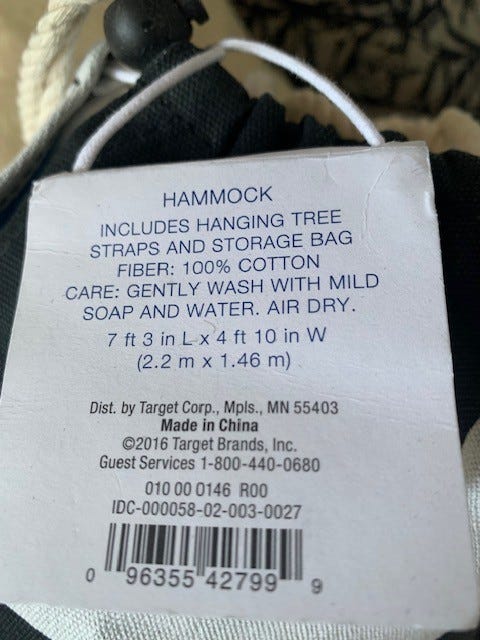 HAMMOCK
INCLUDES HANGING TREE
STRAPS AND STORAGE BAG
FIBER: 100% COTTON
CARE: GENTLY WASH WITH MILD
SOAP AND WATER. AIR DRY.
7 ft 3 in L x 4 ft 10 in W
(2.2 m x 1.46 m)
Dist. by Target Corp., Mpls., MN 55403
Made in China
©2016 Target Brands, Inc.
Guest Services 1-800-440-0680
010 00 0146 R00
IDC-000058-02-003-0027
0 96355 42799 9